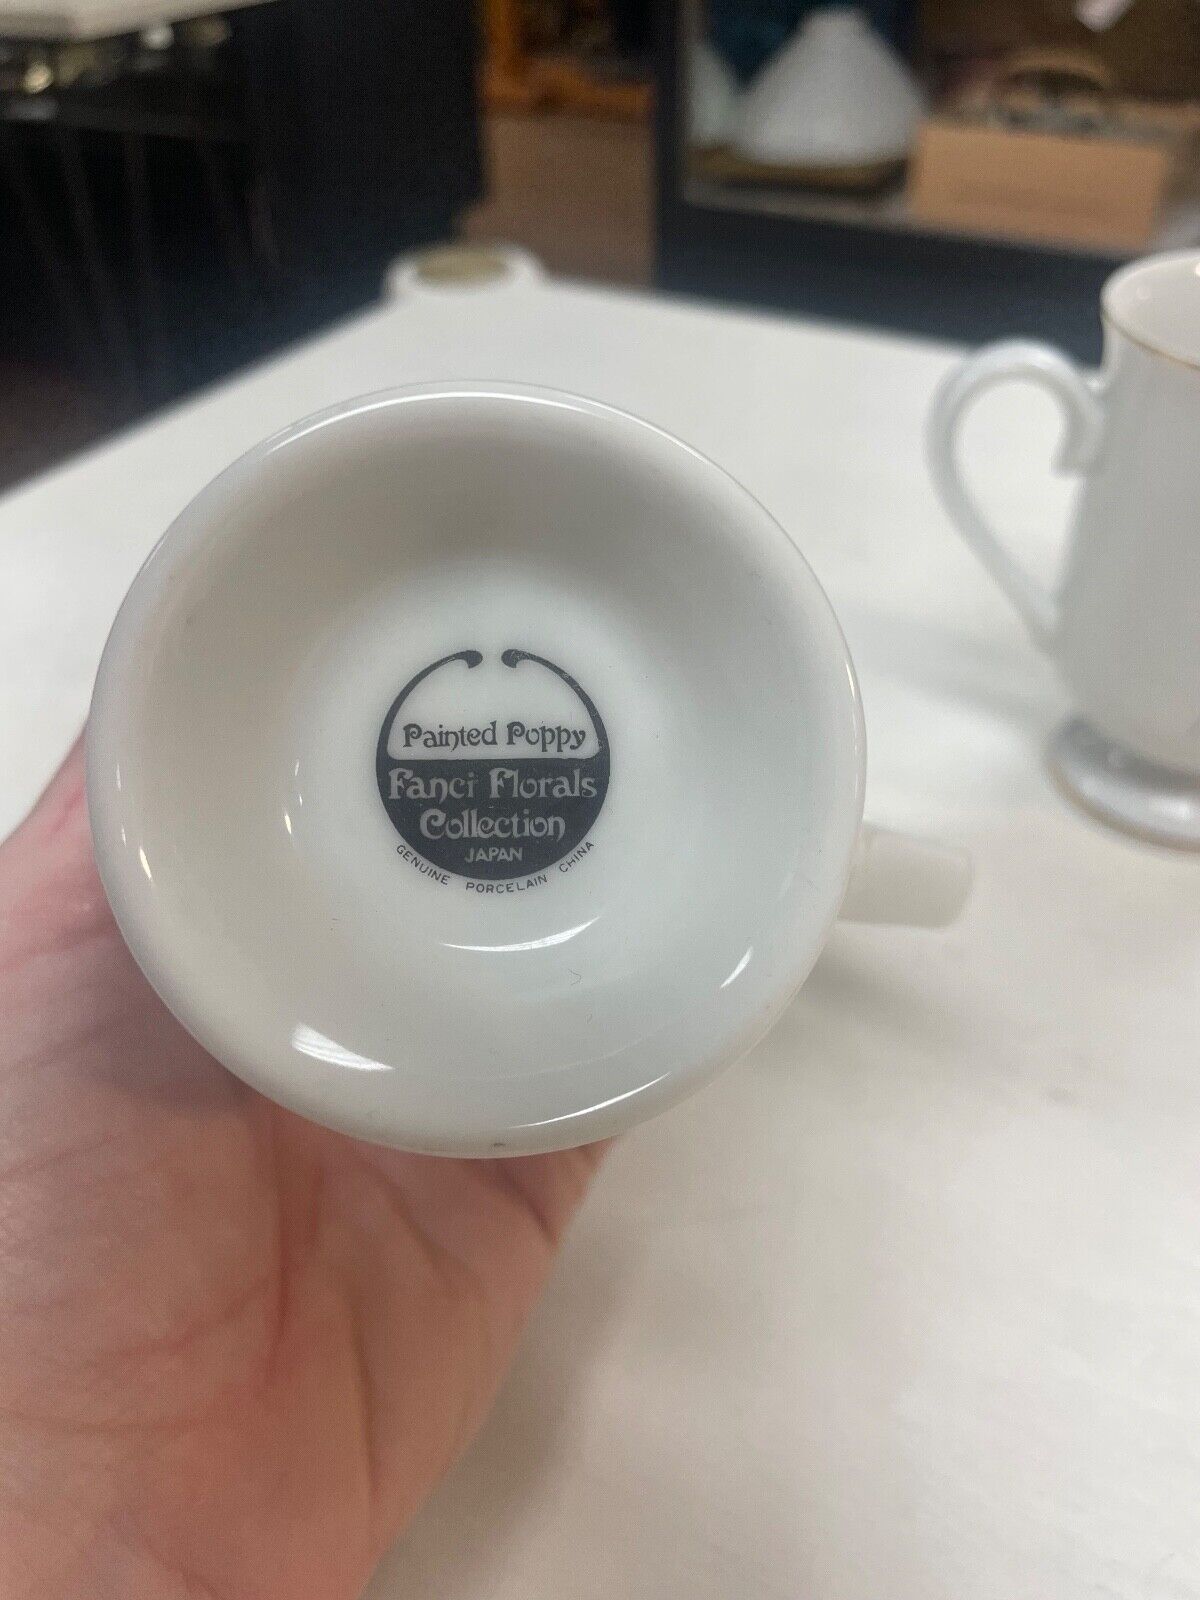 Painted Poppy
Fanci Florals
Collection
JAPAN
GENUINE PORCELAIN CHINA